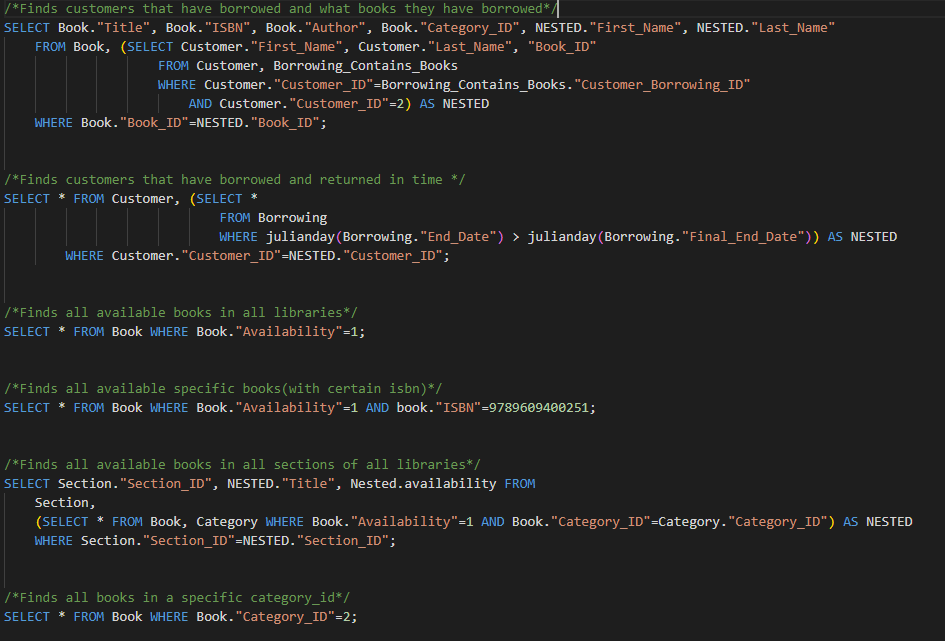 /*Finds customers that have borrowed and what books they have borrowed*/
SELECT Book."Title", Book."ISBN", Book."Author", Book."Category_ID", NESTED."First_Name", NESTED."Last_Name"
FROM Book, (SELECT Customer."First_Name", Customer."Last_Name", "Book_ID"
FROM Customer, Borrowing_Contains_Books
WHERE Customer."Customer_ID"=Borrowing_Contains_Books."Customer_Borrowing_ID"
AND Customer."Customer_ID"=2) AS NESTED
WHERE Book."Book_ID"=NESTED."Book_ID";
/*Finds customers that have borrowed and returned in time */
SELECT * FROM Customer, (SELECT *
FROM Borrowing
WHERE julianday(Borrowing."End_Date") > julianday(Borrowing."Final_End_Date")) AS NESTED
WHERE Customer."Customer_ID"=NESTED."Customer_ID";
/*Finds all available books in all libraries*/
SELECT * FROM Book WHERE Book."Availability"=1;
/*Finds all available specific books(with certain isbn)*/
SELECT * FROM Book WHERE Book."Availability"=1 AND book."ISBN"=9789609400251;
/*Finds all available books in all sections of all libraries*/
SELECT Section."Section_ID", NESTED."Title", Nested.availability FROM
Section,
(SELECT * FROM Book, Category WHERE Book."Availability"=1 AND Book."Category_ID"=Category."Category_ID") AS NESTED
WHERE Section."Section_ID"=NESTED."Section_ID";
/*Finds all books in a specific category_id*/
SELECT * FROM Book WHERE Book."Category_ID"=2;